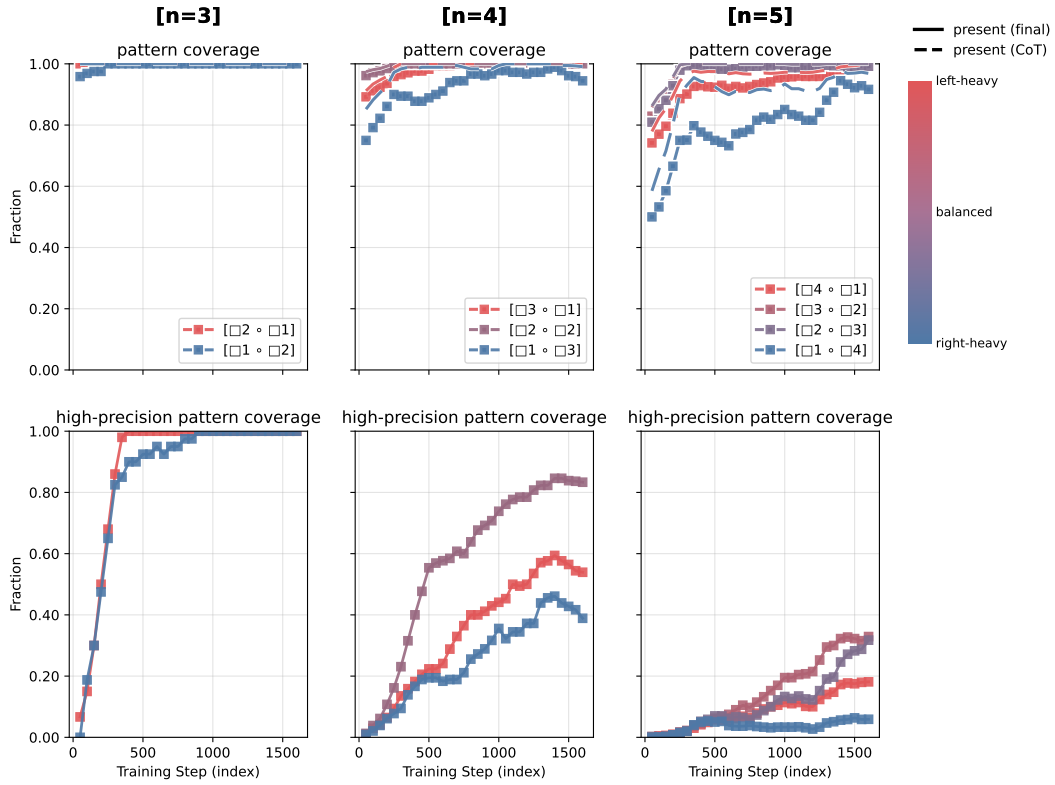 [n=3]
[n=4]
[n=5]
present (final)
present (CoT)
left-heavy
balanced
right-heavy
pattern coverage
pattern coverage
pattern coverage
Fraction
1.00
0.80
0.60
0.40
0.20
0.00
[□2 ∘ □1]
[□1 ∘ □2]
[□3 ∘ □1]
[□2 ∘ □2]
[□1 ∘ □3]
[□4 ∘ □1]
[□3 ∘ □2]
[□2 ∘ □3]
[□1 ∘ □4]
high-precision pattern coverage
high-precision pattern coverage
high-precision pattern coverage
Fraction
1.00
0.80
0.60
0.40
0.20
0.00
0 500 1000 1500
0 500 1000 1500
0 500 1000 1500
Training Step (index)
Training Step (index)
Training Step (index)